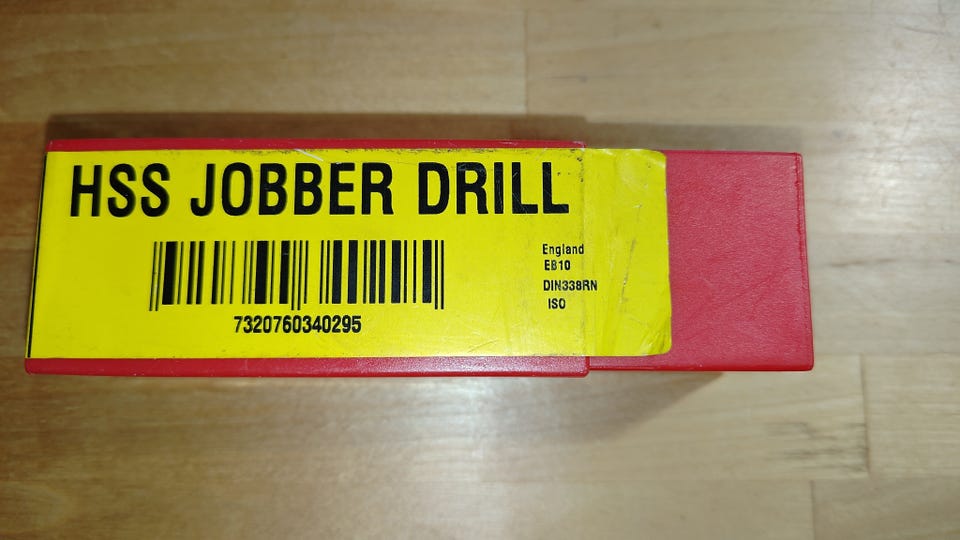 HSS JOBBER DRILL
7320760340295
England
EB10
DIN338RN
ISO